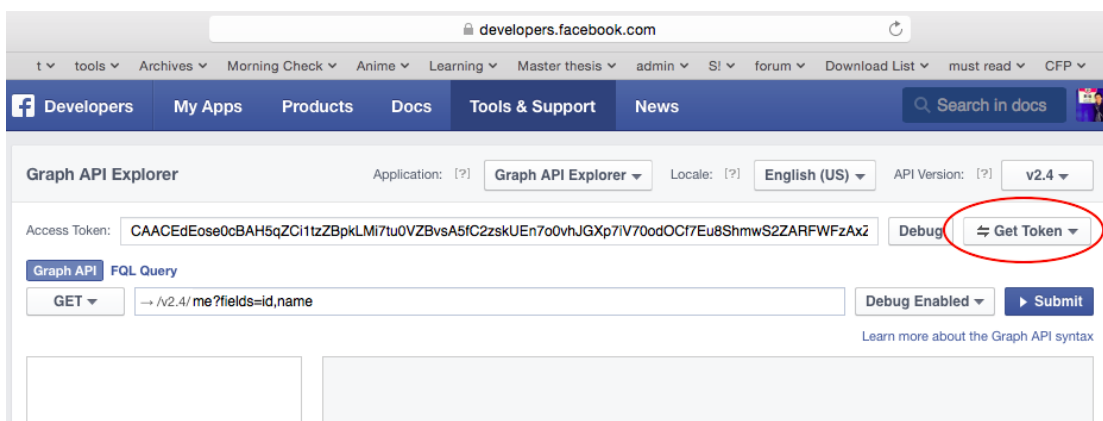 developers.facebook.com
t tools Archives Morning Check Anime Learning Master thesis admin S! forum Download List must read CFP
f Developers My Apps Products Docs Tools & Support News Search in docs
Graph API Explorer Application: [?] Graph API Explorer Locale: [?] English (US) API Version: [?] v2.4
Access Token: CAACEdEose0cBAH5qZCi1tzZBpkLMi7tu0VZBvsA5fC2zskUEn7o0vhJGXp7iV70odOCf7Eu8ShmwS2ZARFWFzAxZ Debug Get Token
Graph API FQL Query
GET → /v2.4/ me?fields=id,name Debug Enabled Submit
Learn more about the Graph API syntax